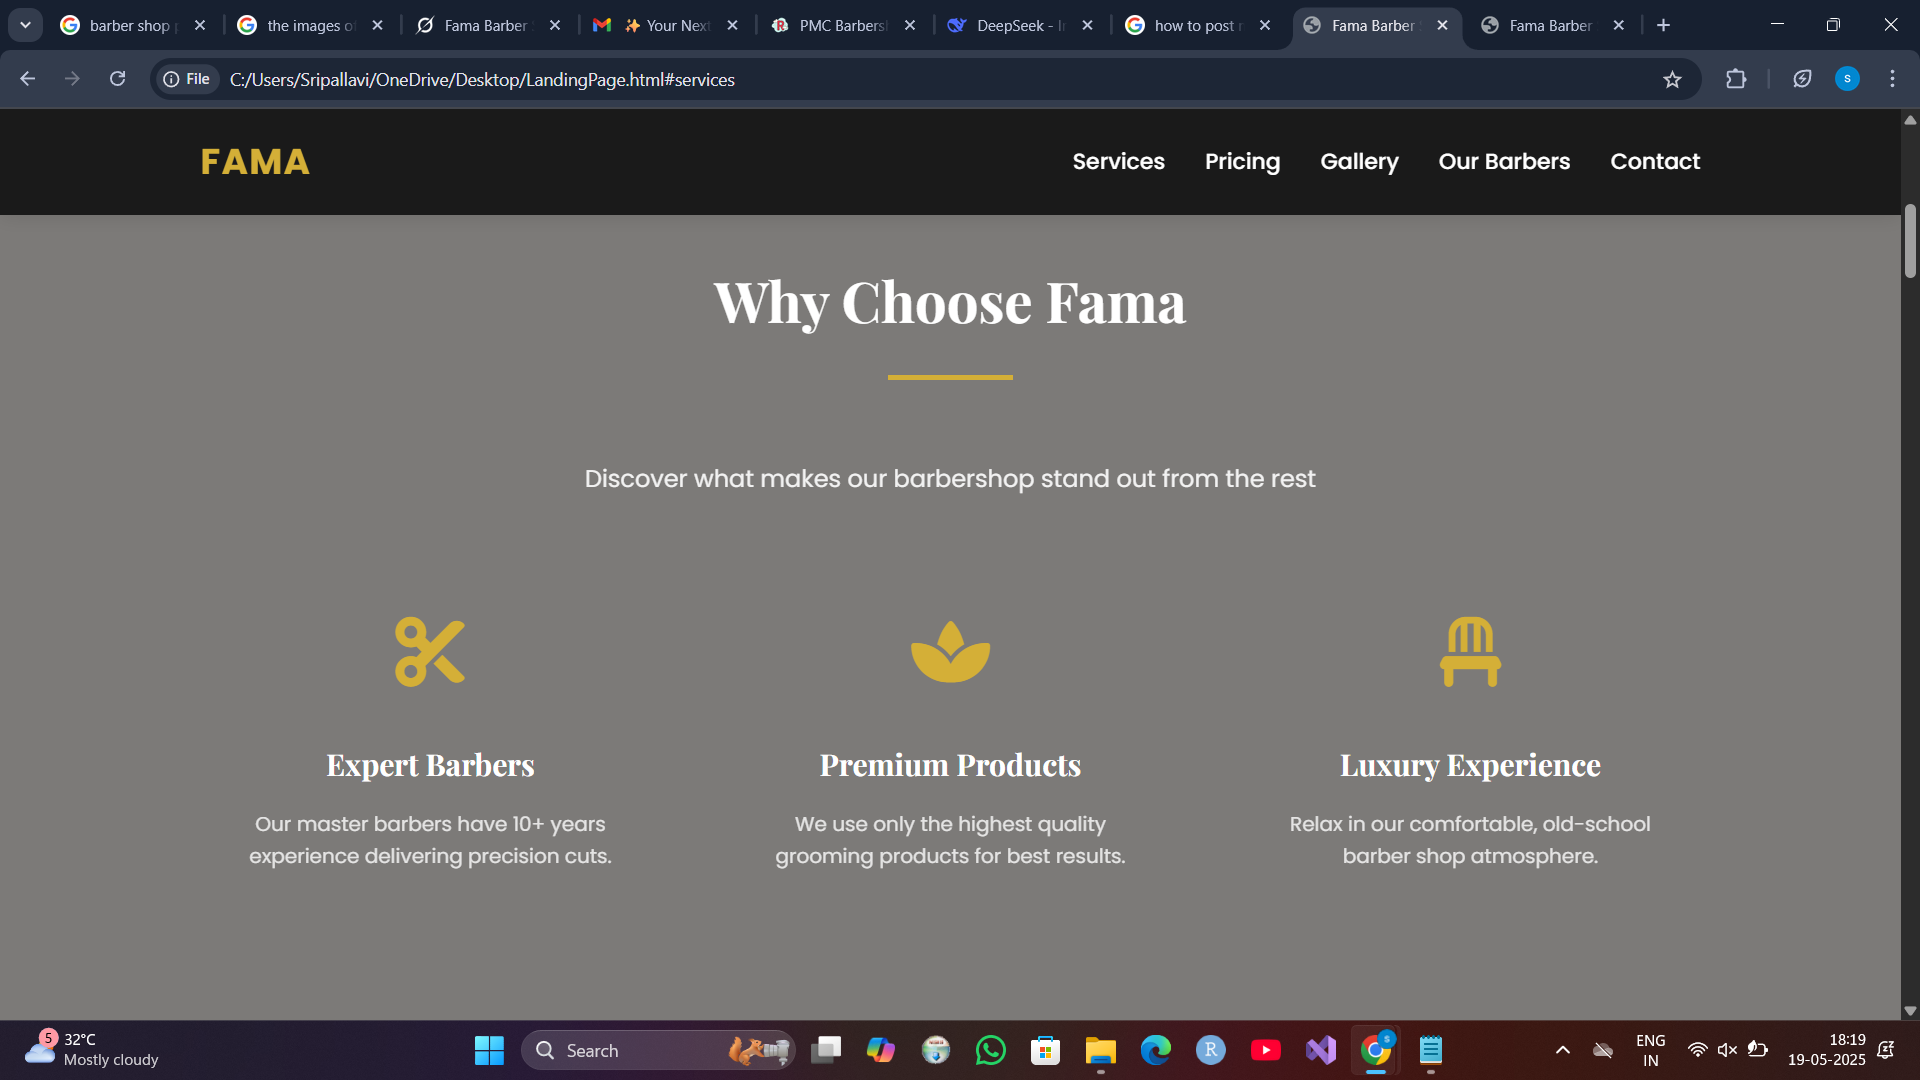 barber shop p
the images of
Fama Barber S
✨ Your Next
PMC Barbersh
DeepSeek - In
how to post r
Fama Barber S
Fama Barber
File
C:/Users/Sripallavi/OneDrive/Desktop/LandingPage.html#services
S
FAMA
Services
Pricing
Gallery
Our Barbers
Contact
Why Choose Fama
Discover what makes our barbershop stand out from the rest
Expert Barbers
Our master barbers have 10+ years
experience delivering precision cuts.
Premium Products
We use only the highest quality
grooming products for best results.
Luxury Experience
Relax in our comfortable, old-school
barber shop atmosphere.
5
32°C
Mostly cloudy
Search
R
S
ENG
IN
18:19
19-05-2025